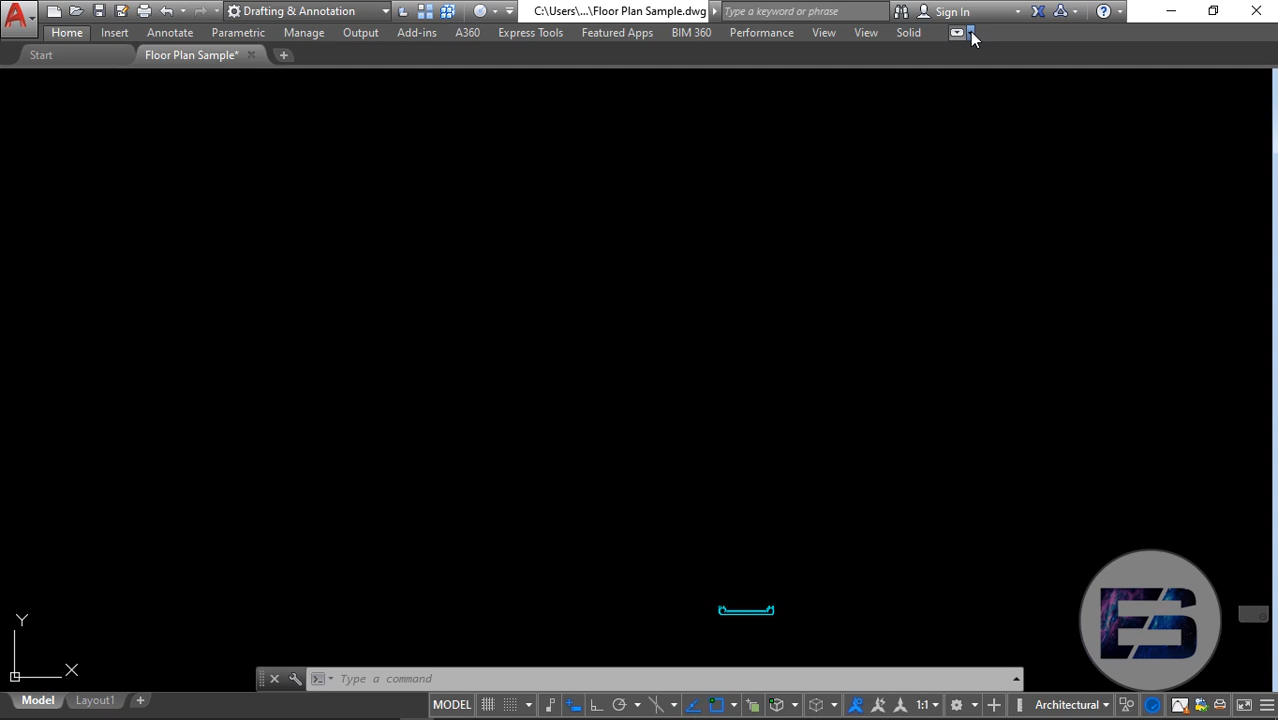 A Drafting & Annotation C:\Users\...\Floor Plan Sample.dwg Type a keyword or phrase Sign In ?
Home Insert Annotate Parametric Manage Output Add-ins A360 Express Tools Featured Apps BIM 360 Performance View View Solid
Start Floor Plan Sample*
Y
X
Type a command
ES
Model Layout1 MODEL 1:1 Architectural